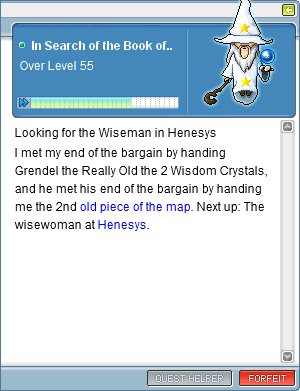 In Search of the Book of..
Over Level 55
Looking for the Wiseman in Henesys
I met my end of the bargain by handing
Grendel the Really Old the 2 Wisdom Crystals,
and he met his end of the bargain by handing
me the 2nd old piece of the map. Next up: The
wisewoman at Henesys.
QUEST HELPER FORFEIT